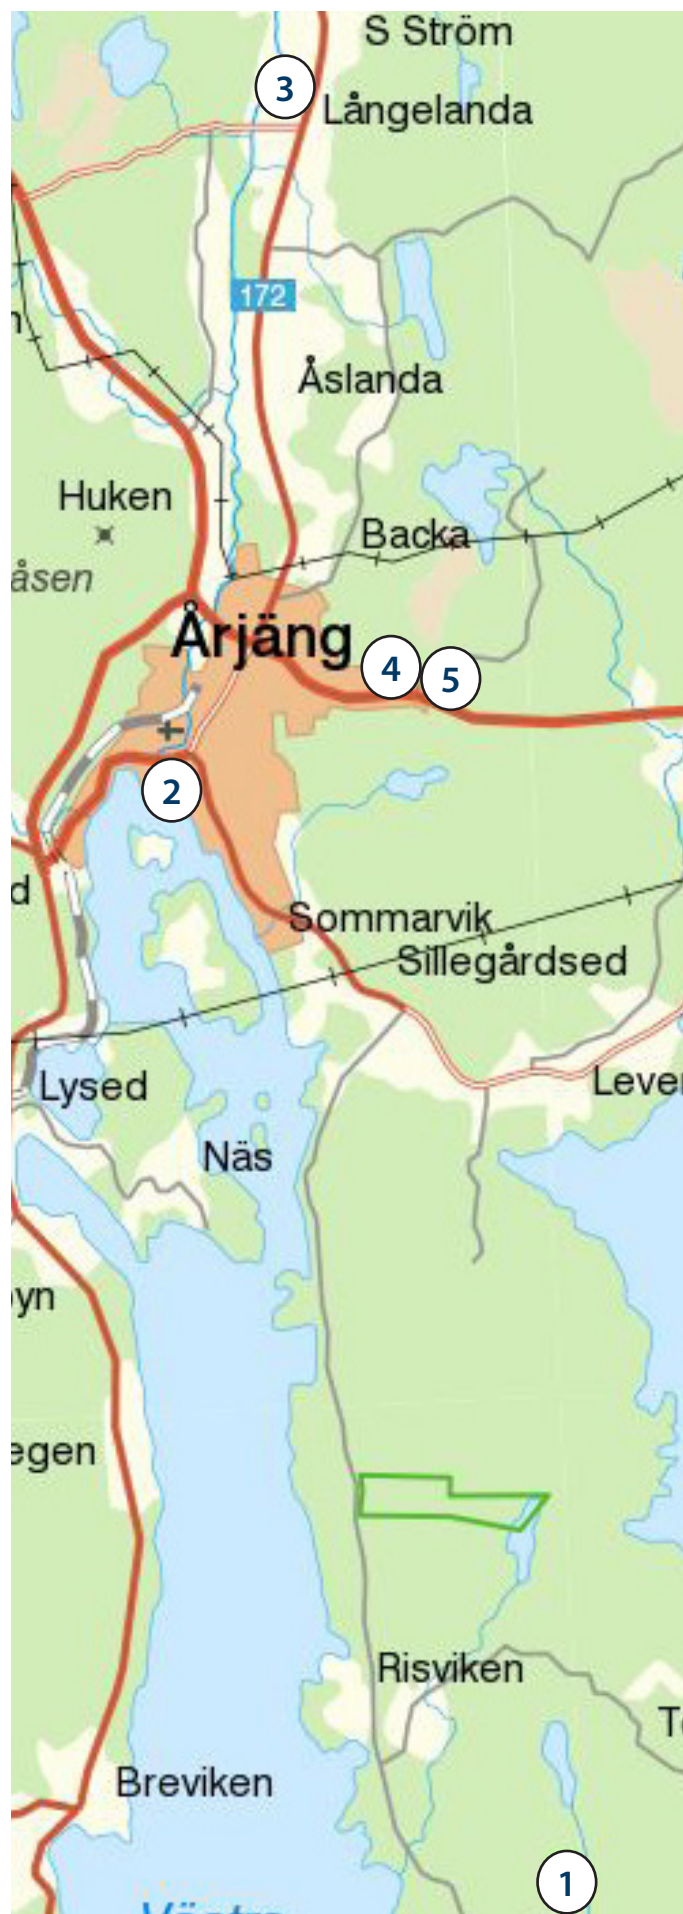 S Ström
3
Långelanda
172
Åslanda
Huken
Backa
åsen
Årjäng
4
5
2
d
Sommarvik
Sillegårdsed
Lysed
Näs
yn
egen
Risviken
Breviken
1